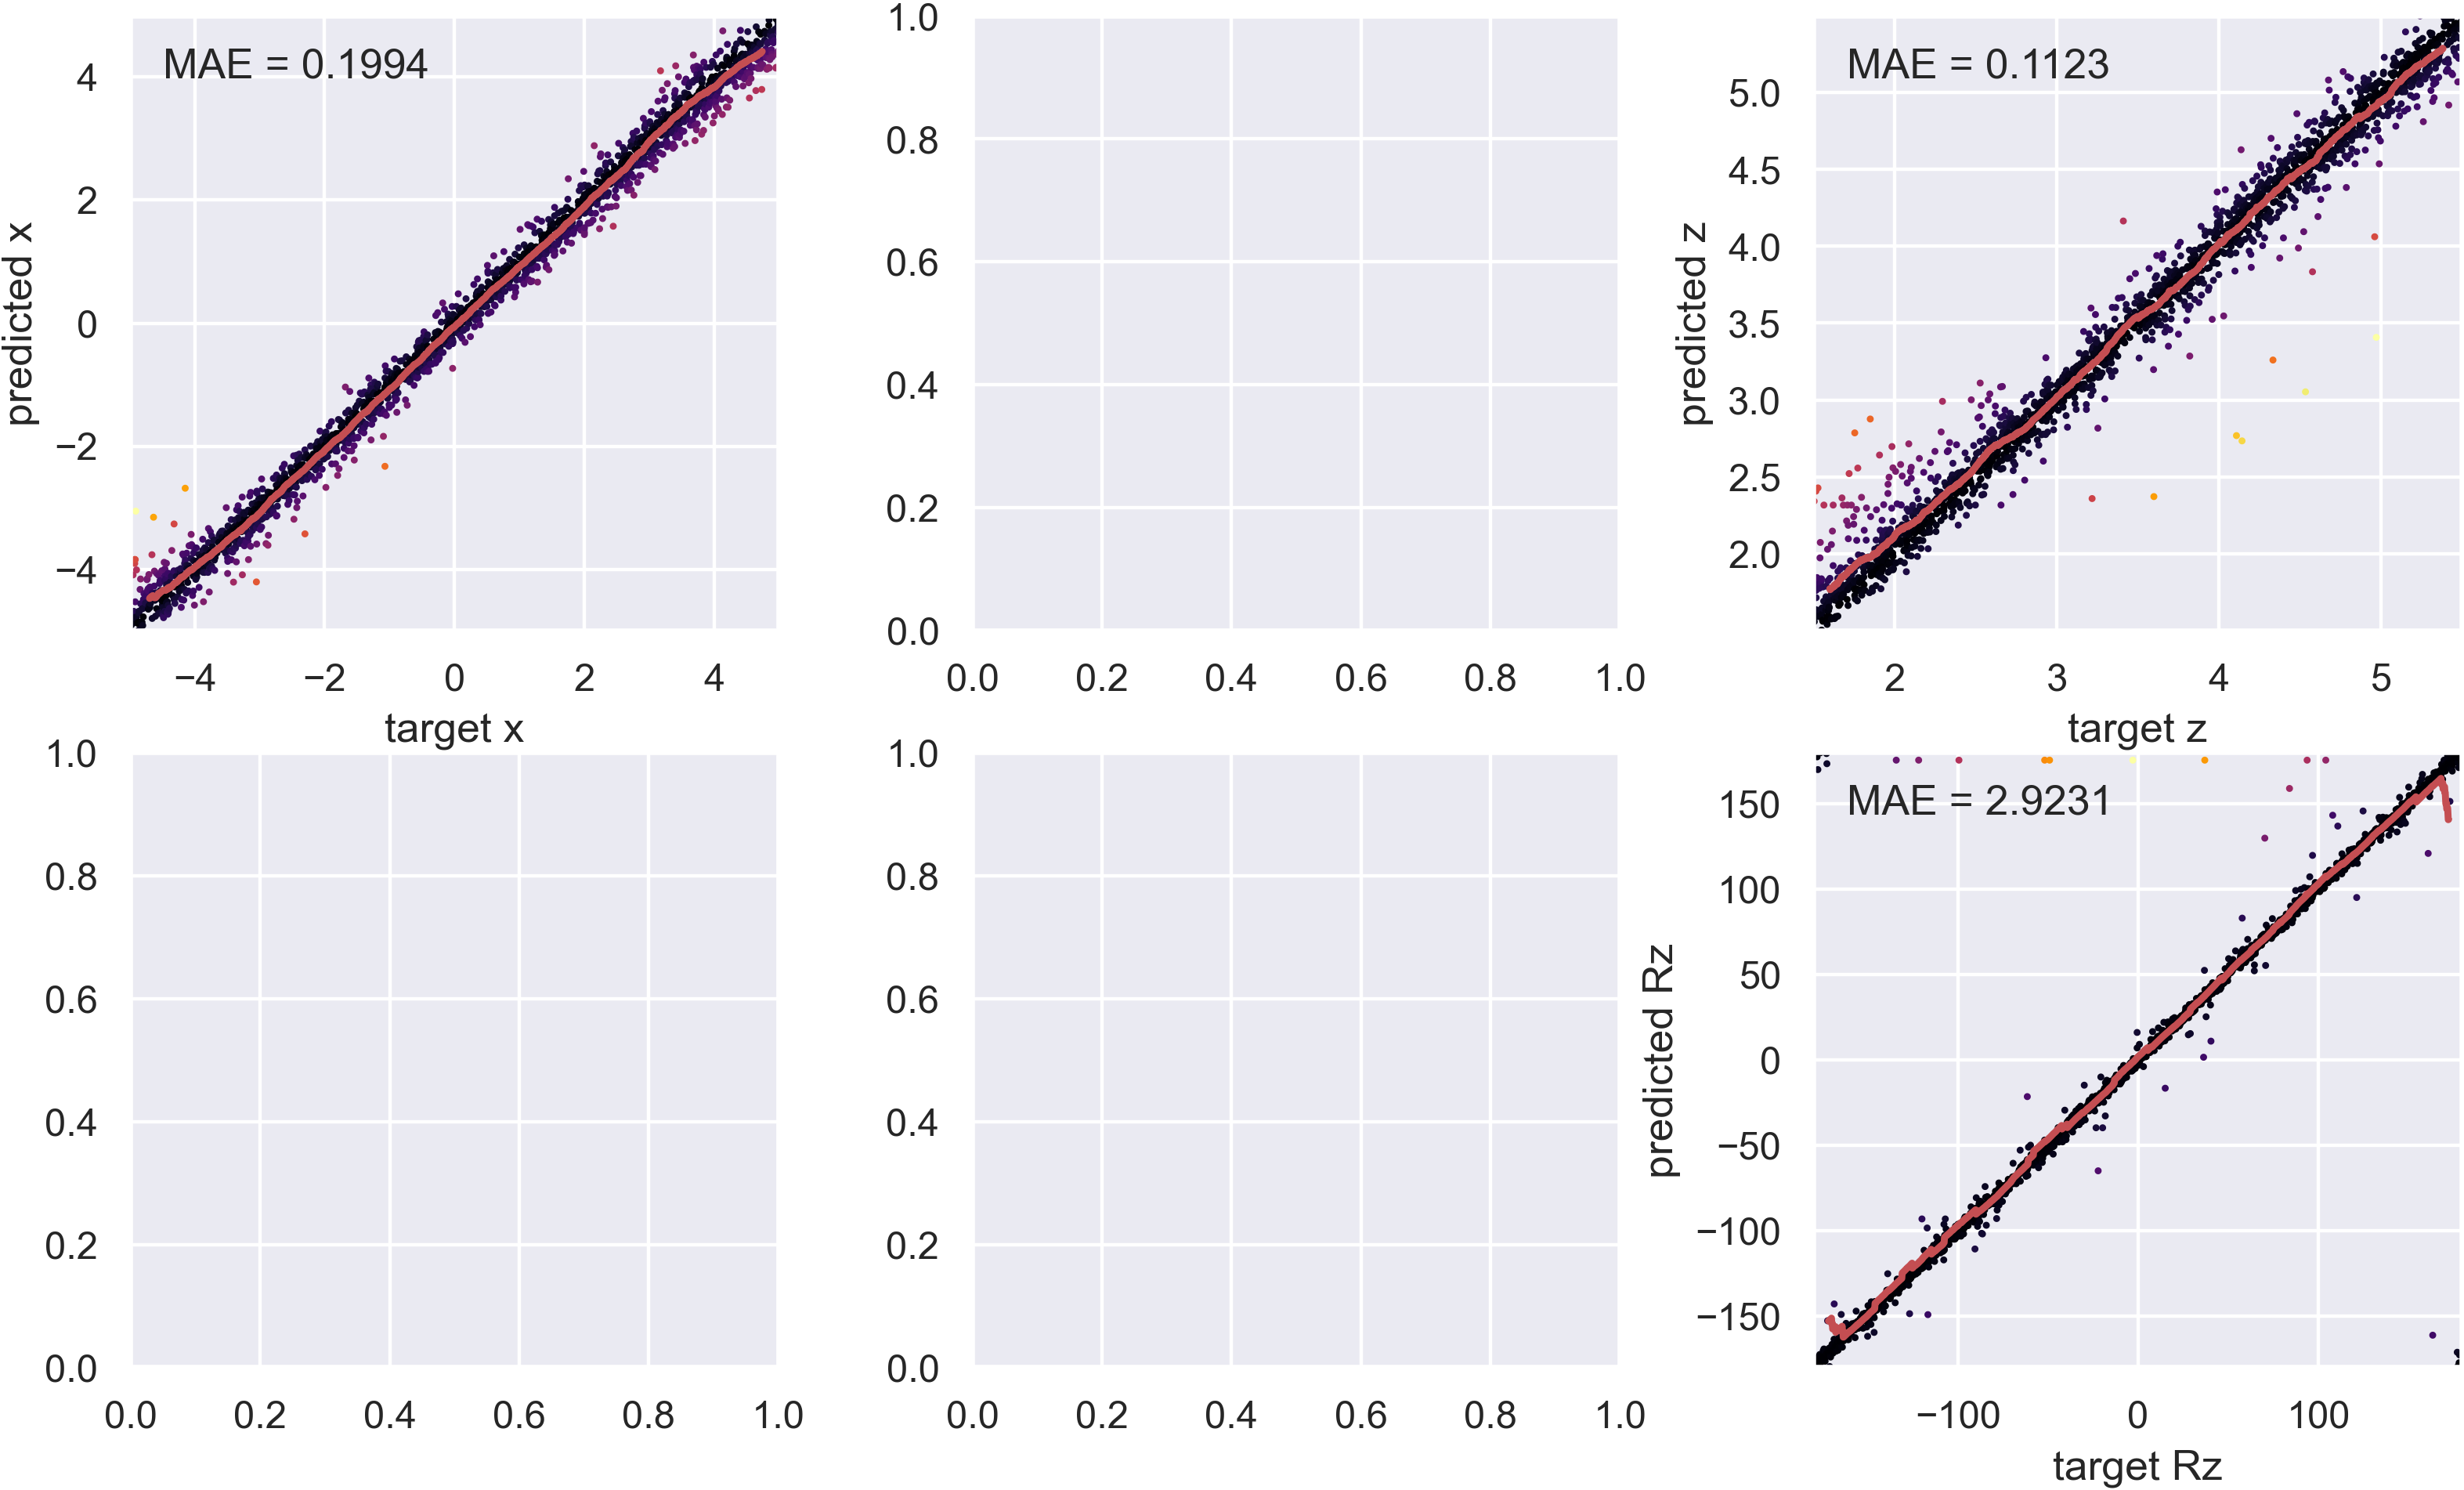 MAE = 0.1994
predicted x
4
2
0
−2
−4
−4 −2 0 2 4
target x
1.0
0.8
0.6
0.4
0.2
0.0
0.0 0.2 0.4 0.6 0.8 1.0
MAE = 0.1123
predicted z
5.0
4.5
4.0
3.5
3.0
2.5
2.0
2 3 4 5
target z
1.0
0.8
0.6
0.4
0.2
0.0
0.0 0.2 0.4 0.6 0.8 1.0
1.0
0.8
0.6
0.4
0.2
0.0
0.0 0.2 0.4 0.6 0.8 1.0
MAE = 2.9231
predicted Rz
150
100
50
0
−50
−100
−150
−100 0 100
target Rz